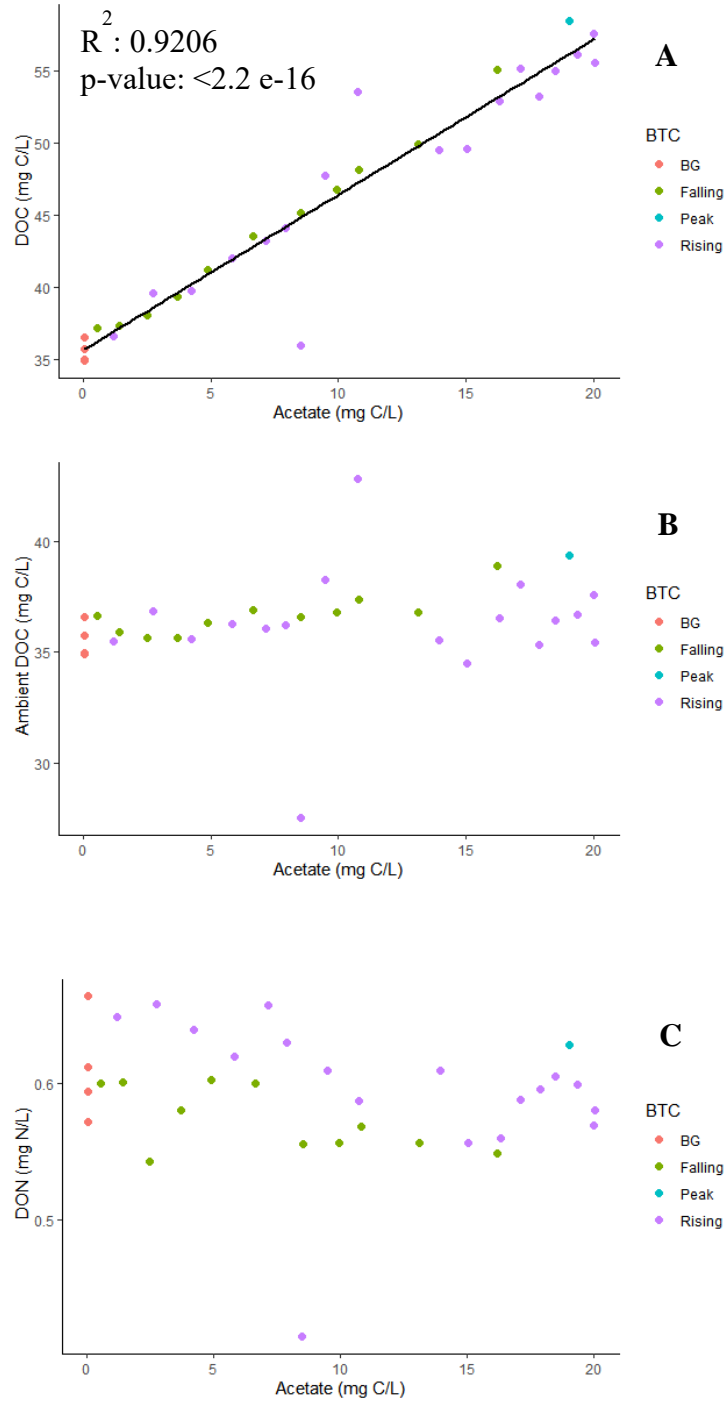 R2: 0.9206
p-value: <2.2 e-16
A
DOC (mg C/L)
55
50
45
40
35
0 5 10 15 20
Acetate (mg C/L)
BTC
BG
Falling
Peak
Rising
B
Ambient DOC (mg C/L)
40
35
30
0 5 10 15 20
Acetate (mg C/L)
BTC
BG
Falling
Peak
Rising
C
DON (mg N/L)
0.6
0.5
0 5 10 15 20
Acetate (mg C/L)
BTC
BG
Falling
Peak
Rising